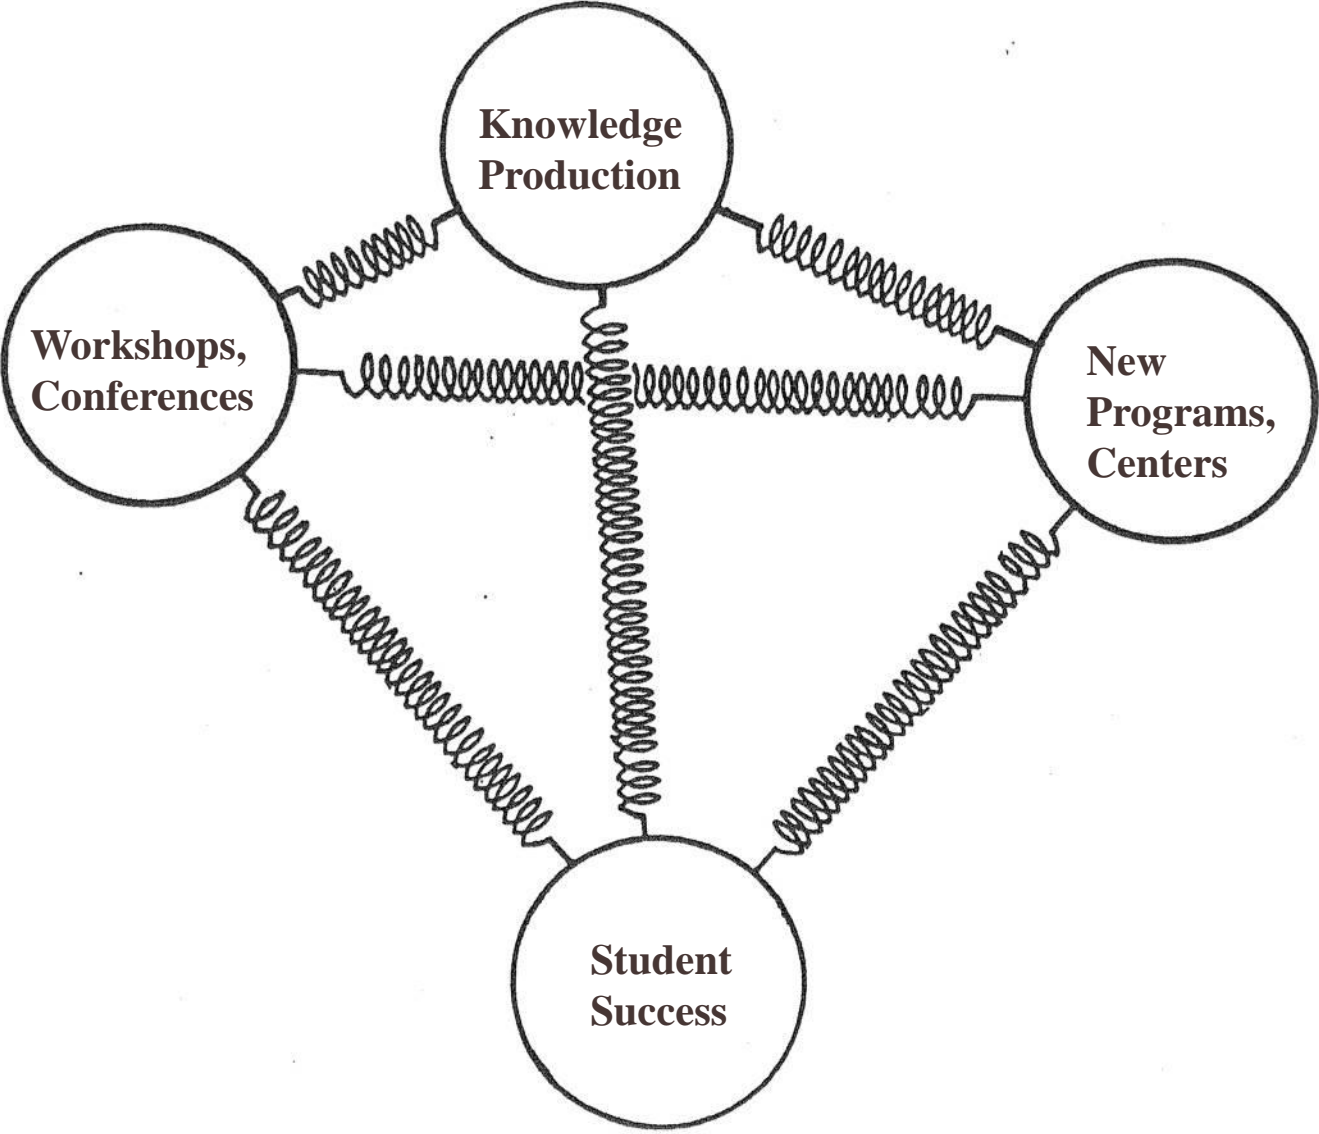 Knowledge
Production
Workshops,
Conferences
New
Programs,
Centers
Student
Success